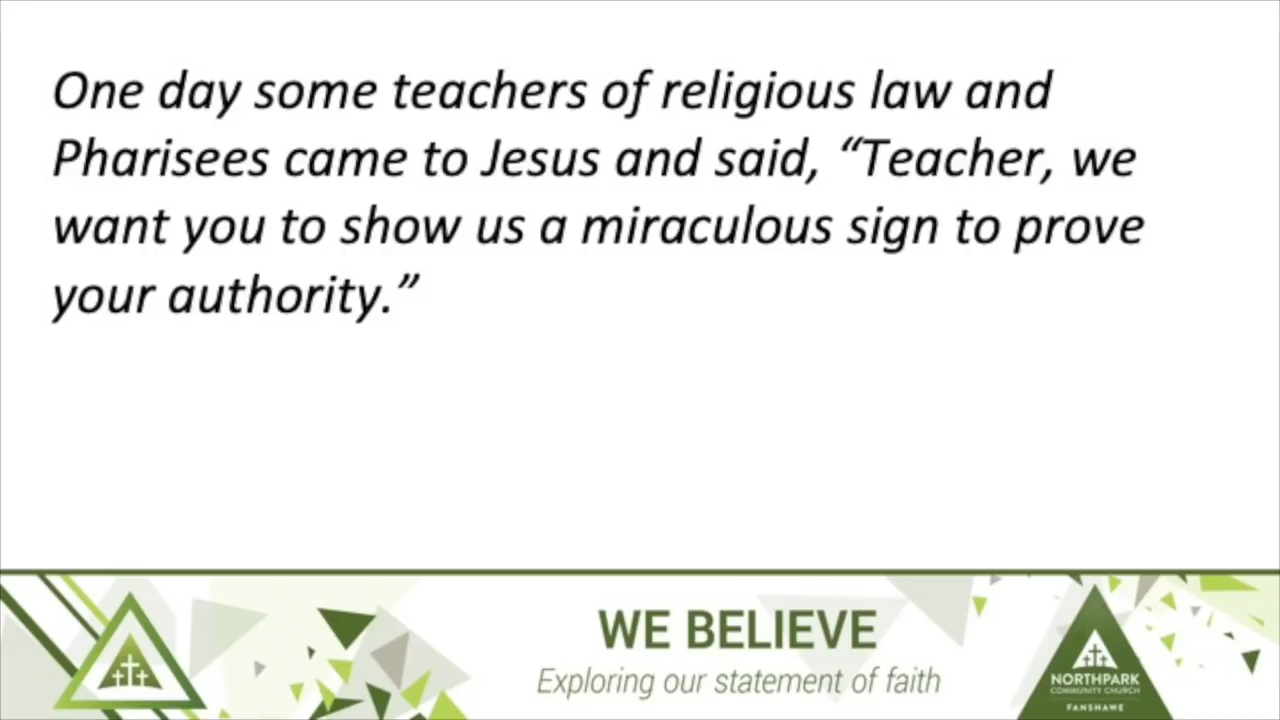 One day some teachers of religious law and
Pharisees came to Jesus and said, “Teacher, we
want you to show us a miraculous sign to prove
your authority.”
WE BELIEVE
Exploring our statement of faith
NORTHPARK
COMMUNITY CHURCH
FANSHAWE